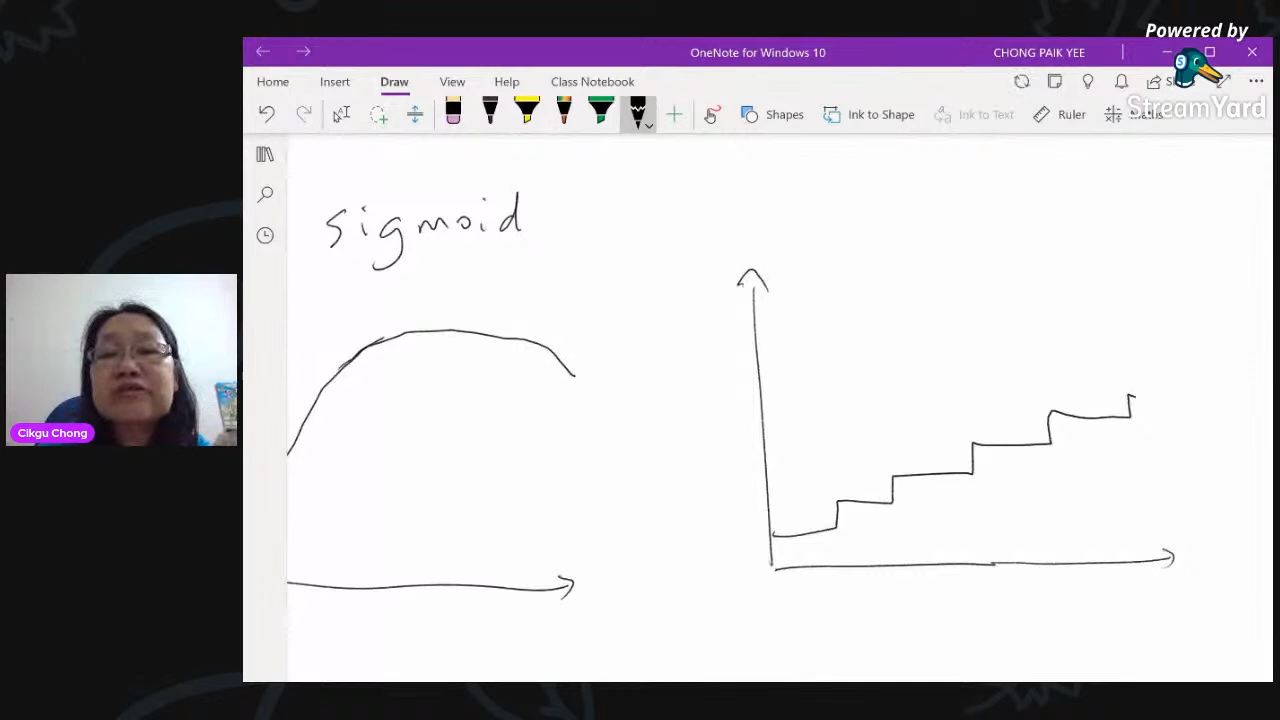 Powered by
StreamYard
OneNote for Windows 10
CHONG PAIK YEE
Home Insert Draw View Help Class Notebook
Shapes Ink to Shape Ink to Text Ruler
sigmoid
Cikgu Chong